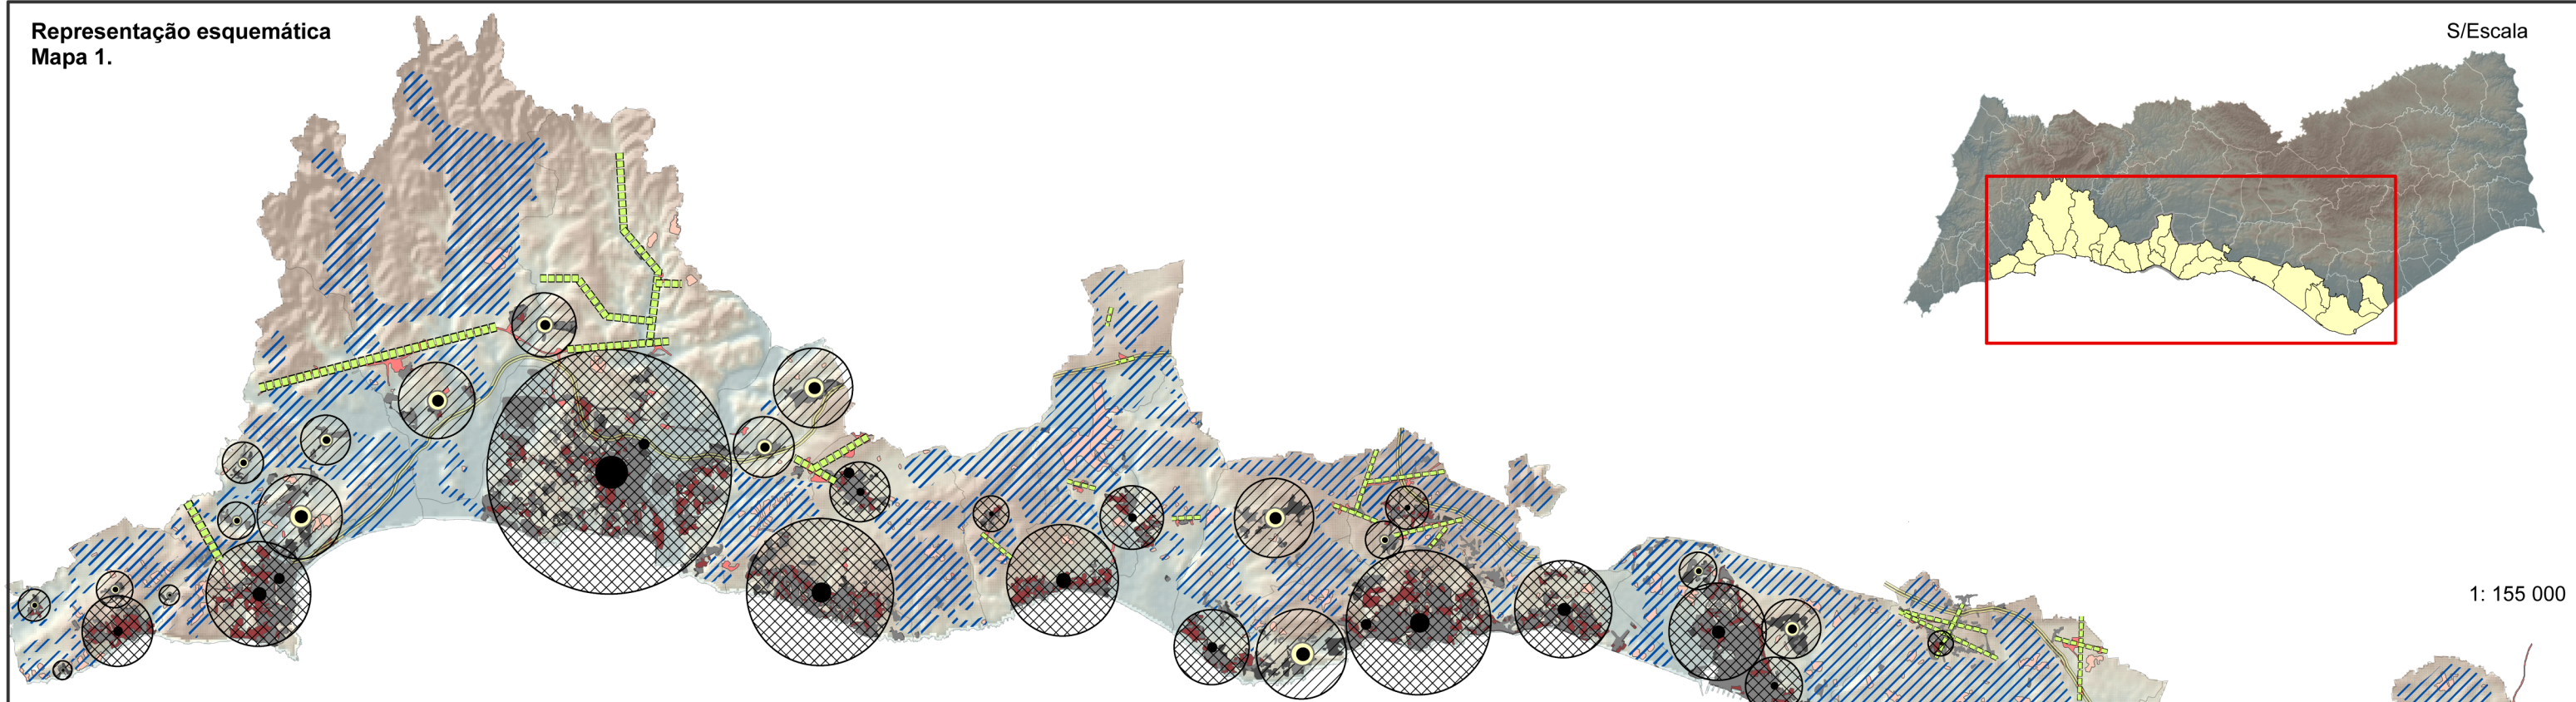 Representação esquemática
Mapa 1.
S/Escala
1: 155 000